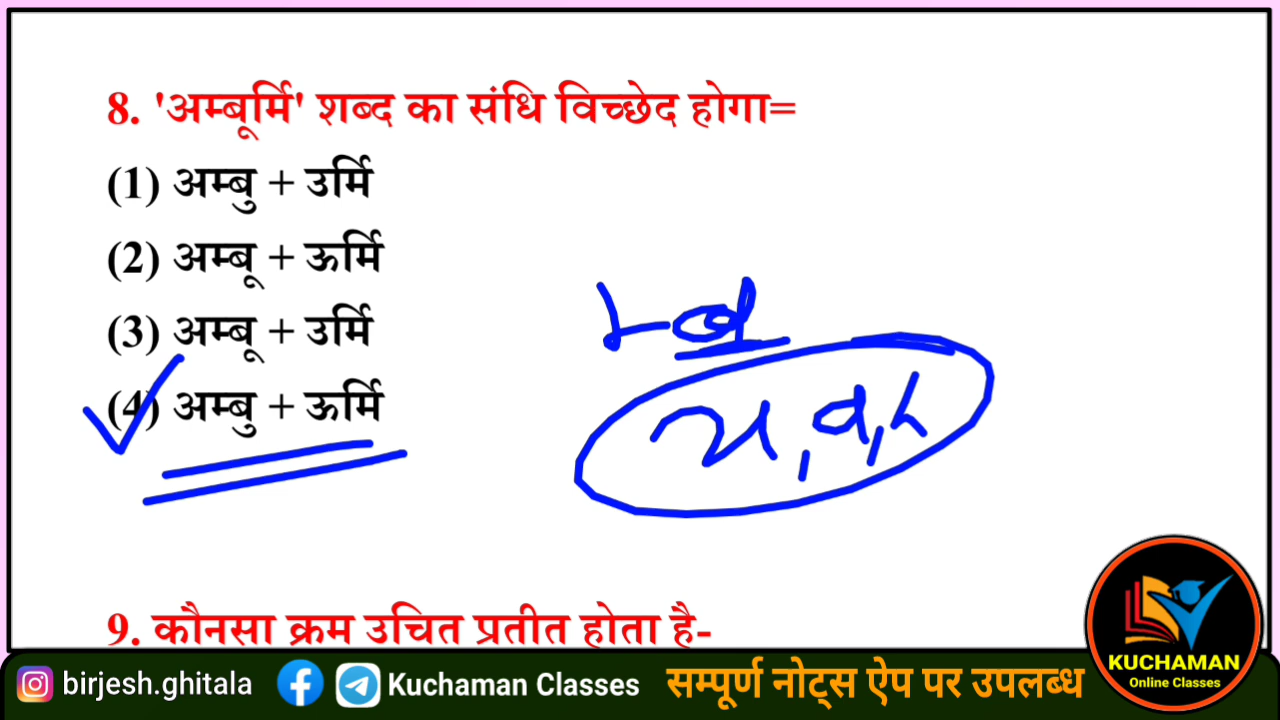 8. 'अम्बूर्मि' शब्द का संधि विच्छेद होगा=
(1) अम्बु + उर्मि
(2) अम्बू + ऊर्मि
(3) अम्बू + उर्मि
(4) अम्बु + ऊर्मि
य, व, र
9. कौनसा क्रम उचित प्रतीत होता है-
KUCHAMAN
Online Classes
birjesh.ghitala
Kuchaman Classes
सम्पूर्ण नोट्स ऐप पर उपलब्ध